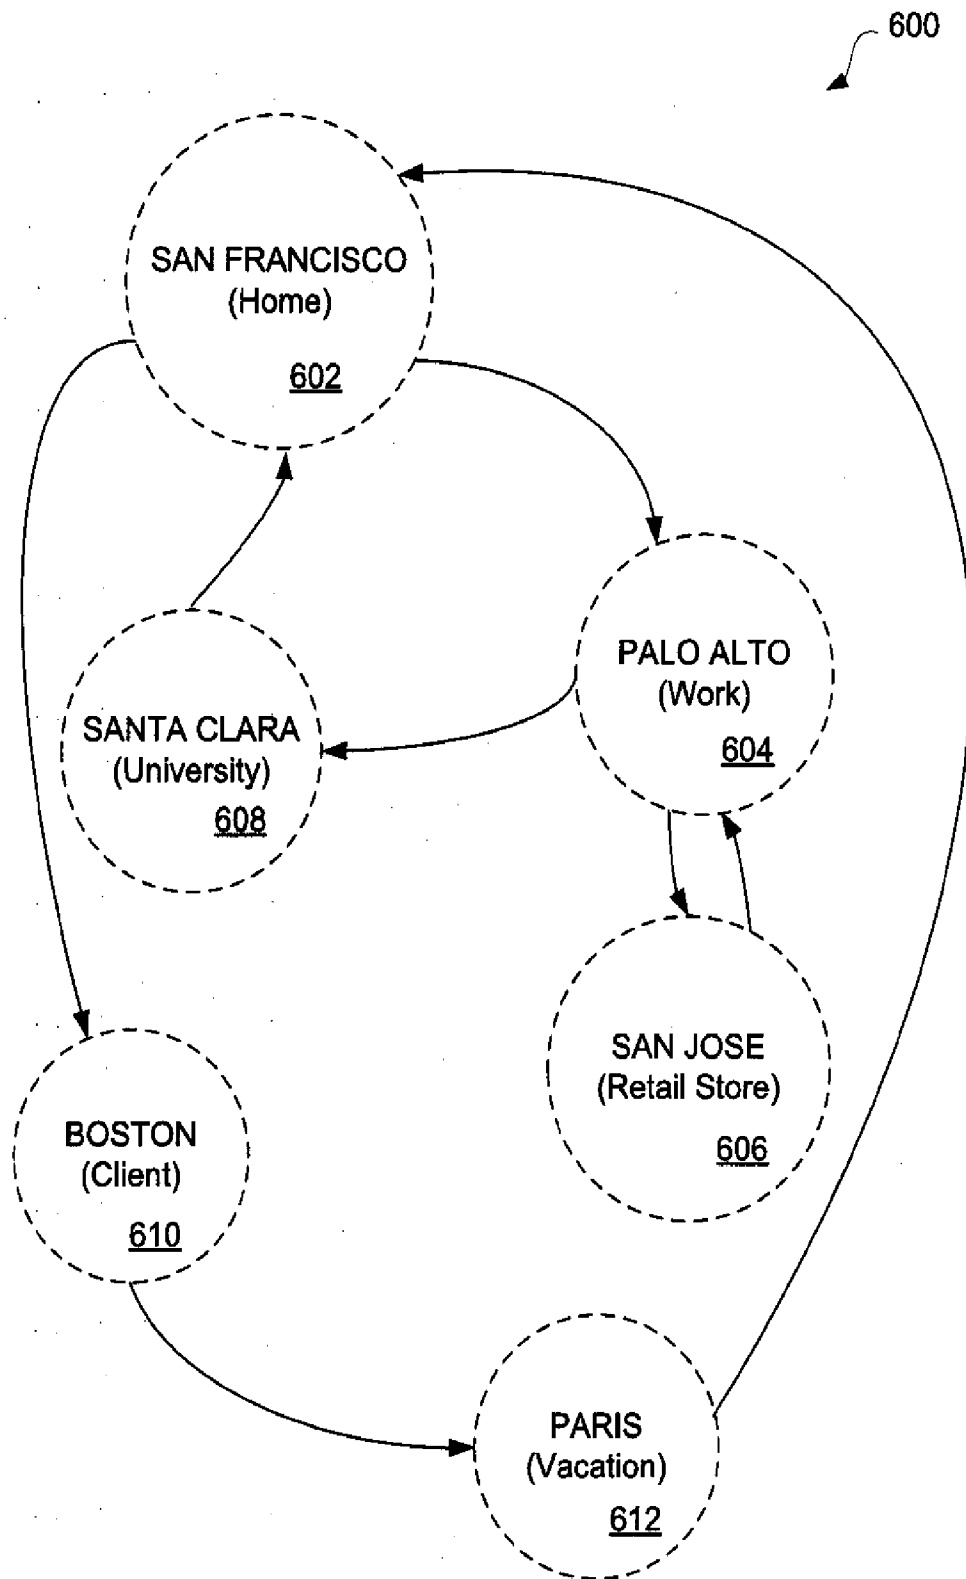 600
SAN FRANCISCO
(Home)
602
PALO ALTO
(Work)
604
SANTA CLARA
(University)
608
SAN JOSE
(Retail Store)
606
BOSTON
(Client)
610
PARIS
(Vacation)
612